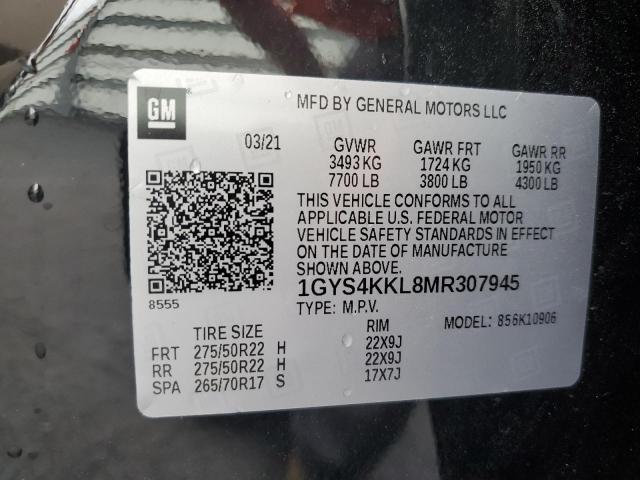 GM
MFD BY GENERAL MOTORS LLC
03/21 GVWR GAWR FRT GAWR RR
3493 KG 1724 KG 1950 KG
7700 LB 3800 LB 4300 LB
THIS VEHICLE CONFORMS TO ALL
APPLICABLE U.S. FEDERAL MOTOR
VEHICLE SAFETY STANDARDS IN EFFECT
ON THE DATE OF MANUFACTURE
SHOWN ABOVE.
8555
1GYS4KKL8MR307945
TYPE: M.P.V.
MODEL: 856K10906
TIRE SIZE RIM
FRT 275/50R22 H 22X9J
RR 275/50R22 H 22X9J
SPA 265/70R17 S 17X7J